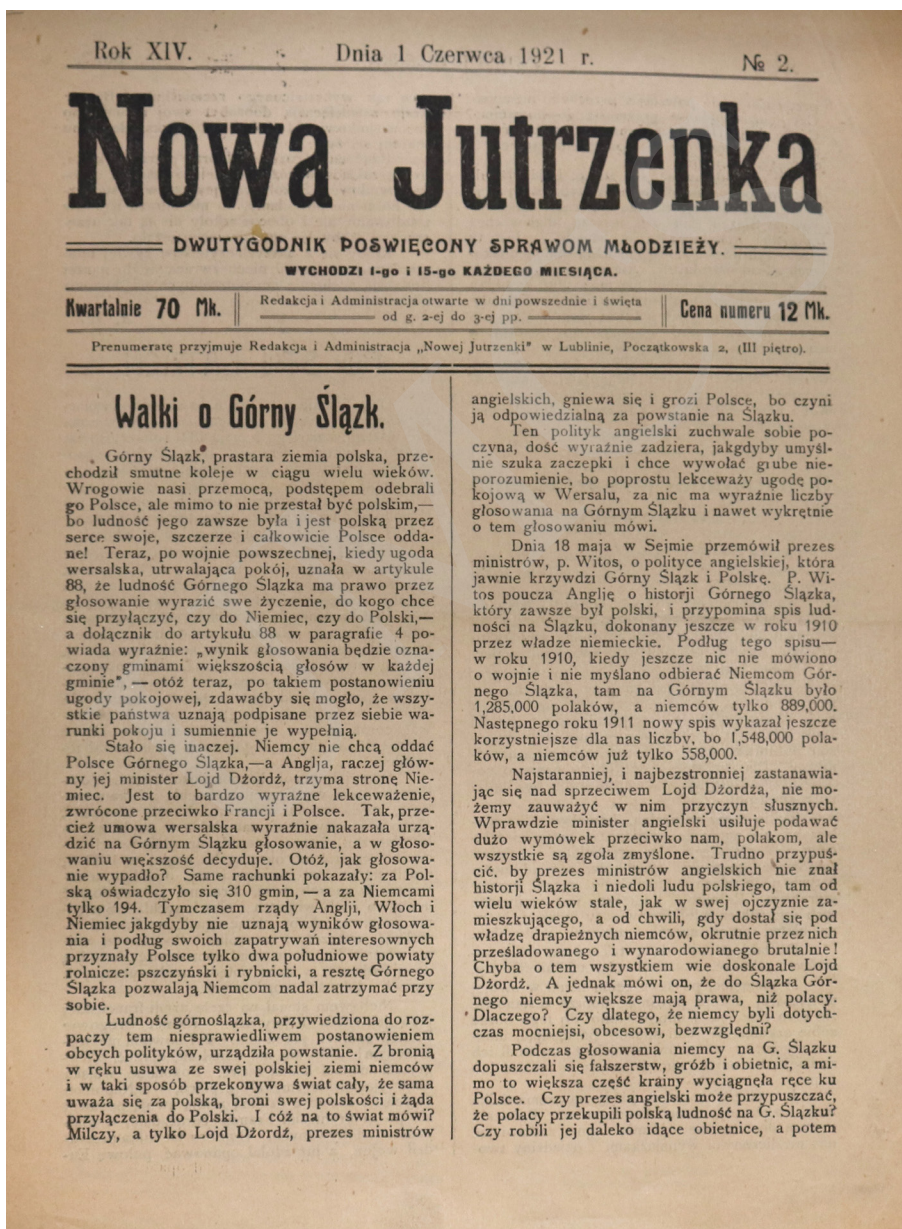 Rok XIV. Dnia 1 Czerwca 1921 r. № 2.
Nowa Jutrzenka
DWUTYGODNIK POSWIĘCONY SPRAWOM MŁODZIEŻY.
WYCHODZI 1-go i 15-go KAŻDEGO MIESIĄCA.
Kwartalnie 70 Mk.
Redakcja i Administracja otwarte w dni powszednie i święta
od g. 2-ej do 3-ej pp.
Cena numeru 12 Mk.
Prenumeratę przyjmuje Redakcja i Administracja „Nowej Jutrzenki" w Lublinie, Początkowska 2, (III piętro).
Walki o Górny Ślązk.
Górny Ślązk, prastara ziemia polska, prze-
chodził smutne koleje w ciągu wielu wieków.
Wrogowie nasi przemocą, podstępem odebrali
go Polsce, ale mimo to nie przestał być polskim,—
bo ludność jego zawsze była i jest polską przez
serce swoje, szczerze i całkowicie Polsce odda-
ne! Teraz, po wojnie powszechnej, kiedy ugoda
wersalska, utrwalająca pokój, uznała w artykule
88, że ludność Górnego Ślązka ma prawo przez
głosowanie wyrazić swe życzenie, do kogo chce
się przyłączyć, czy do Niemiec, czy do Polski,—
a dołącznik do artykułu 88 w paragrafie 4 po-
wiada wyraźnie: „wynik głosowania będzie ozna-
czony gminami większością głosów w każdej
gminie", — otóż teraz, po takiem postanowieniu
ugody pokojowej, zdawaćby się mogło, że wszy-
stkie państwa uznają podpisane przez siebie wa-
runki pokoju i sumiennie je wypełnią.
Stało się inaczej. Niemcy nie chcą oddać
Polsce Górnego Ślązka,—a Anglja, raczej głów-
ny jej minister Lojd Dżordż, trzyma stronę Nie-
miec. Jest to bardzo wyraźne lekceważenie,
zwrócone przeciwko Francji i Polsce. Tak, prze-
cież umowa wersalska wyraźnie nakazała urzą-
dzić na Górnym Ślązku głosowanie, a w głoso-
waniu większość decyduje. Otóż, jak głosowa-
nie wypadło? Same rachunki pokazały: za Pol-
ską oświadczyło się 310 gmin, — a za Niemcami
tylko 194. Tymczasem rządy Anglji, Włoch i
Niemiec jakgdyby nie uznają wyników głosowa-
nia i podług swoich zapatrywań interesownych
przyznały Polsce tylko dwa południowe powiaty
rolnicze: pszczyński i rybnicki, a resztę Górnego
Ślązka pozwalają Niemcom nadal zatrzymać przy
sobie.
Ludność górnoślązka, przywiedziona do roz-
paczy tem niesprawiedliwem postanowieniem
obcych polityków, urządziła powstanie. Z bronią
w ręku usuwa ze swej polskiej ziemi niemców
i w taki sposób przekonywa świat cały, że sama
uważa się za polską, broni swej polskości i żąda
przyłączenia do Polski. I cóż na to świat mówi?
Milczy, a tylko Lojd Dżordż, prezes ministrów
angielskich, gniewa się i grozi Polsce, bo czyni
ją odpowiedzialną za powstanie na Ślązku.
Ten polityk angielski zuchwale sobie po-
czyna, dość wyraźnie zadziera, jakgdyby umyśl-
nie szuka zaczepki i chce wywołać grube nie-
porozumienie, bo poprostu lekceważy ugodę po-
kojową w Wersalu, za nic ma wyraźnie liczby
głosowania na Górnym Ślązku i nawet wykrętnie
o tem głosowaniu mówi.
Dnia 18 maja w Sejmie przemówił prezes
ministrów, p. Witos, o polityce angielskiej, która
jawnie krzywdzi Górny Ślązk i Polskę. P. Wi-
tos poucza Anglję o historji Górnego Ślązka,
który zawsze był polski, i przypomina spis lud-
ności na Ślązku, dokonany jeszcze w roku 1910
przez władze niemieckie. Podług tego spisu—
w roku 1910, kiedy jeszcze nic nie mówiono
o wojnie i nie myślano odbierać Niemcom Gór-
nego Ślązka, tam na Górnym Ślązku było
1,285,000 polaków, a niemców tylko 889,000.
Następnego roku 1911 nowy spis wykazał jeszcze
korzystniejsze dla nas liczby, bo 1,548,000 pola-
ków, a niemców już tylko 558,000.
Najstaranniej, i najbezstronniej zastanawia-
jąc się nad sprzeciwem Lojd Dżordża, nie mo-
żemy zauważyć w nim przyczyn słusznych.
Wprawdzie minister angielski usiłuje podawać
dużo wymówek przeciwko nam, polakom, ale
wszystkie są zgoła zmyślone. Trudno przypuś-
cić, by prezes ministrów angielskich nie znał
historji Ślązka i niedoli ludu polskiego, tam od
wielu wieków stale, jak w swej ojczyznie za-
mieszkującego, a od chwili, gdy dostał się pod
władzę drapieżnych niemców, okrutnie przez nich
prześladowanego i wynarodowianego brutalnie!
Chyba o tem wszystkiem wie doskonale Lojd
Dżordż. A jednak mówi on, że do Ślązka Gór-
nego niemcy większe mają prawa, niż polacy.
Dlaczego? Czy dlatego, że niemcy byli dotych-
czas mocniejsi, obcesowi, bezwzględni?
Podczas głosowania niemcy na G. Ślązku
dopuszczali się fałszerstw, gróźb i obietnic, a mi-
mo to większa część krainy wyciągnęła ręce ku
Polsce. Czy prezes angielski może przypuszczać,
że polacy przekupili polską ludność na G. Ślązku?
Czy robili jej daleko idące obietnice, a potem